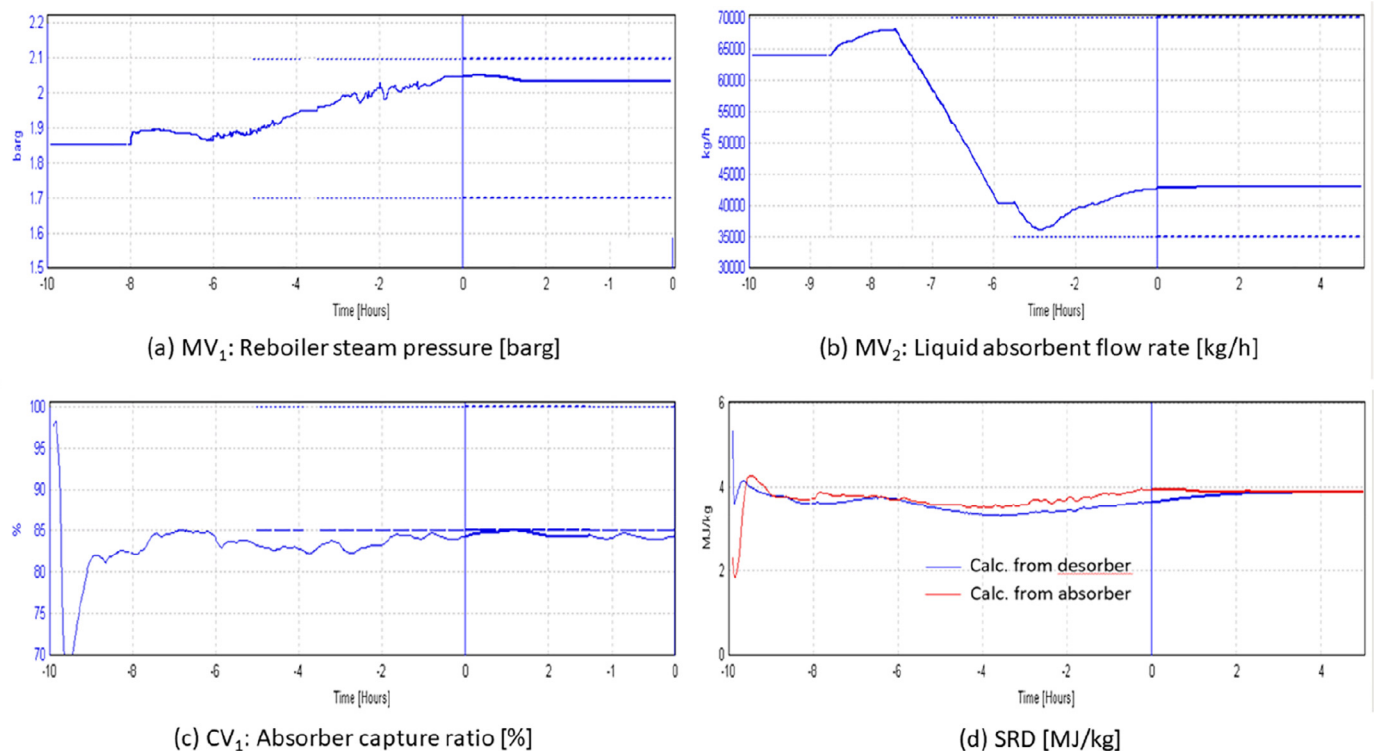 2.2
2.1
2
1.9
1.8
1.7
1.6
1.5
barg
-10 -8 -6 -4 -2 0 -2 -4 0
Time [Hours]
(a) MV₁: Reboiler steam pressure [barg]
70000
65000
60000
55000
50000
45000
40000
35000
30000
kg/h
-10 -9 -7 -6 -4 -3 -2 0 2 4
Time [Hours]
(b) MV₂: Liquid absorbent flow rate [kg/h]
100
95
90
85
80
75
70
%
-10 -8 -6 -4 -2 0 -2 -1 0
Time [Hours]
(c) CV₁: Absorber capture ratio [%]
6
4
2
0
MJ/kg
Calc. from desorber
Calc. from absorber
-10 -8 -6 -4 -2 0 2 4
Time [Hours]
(d) SRD [MJ/kg]